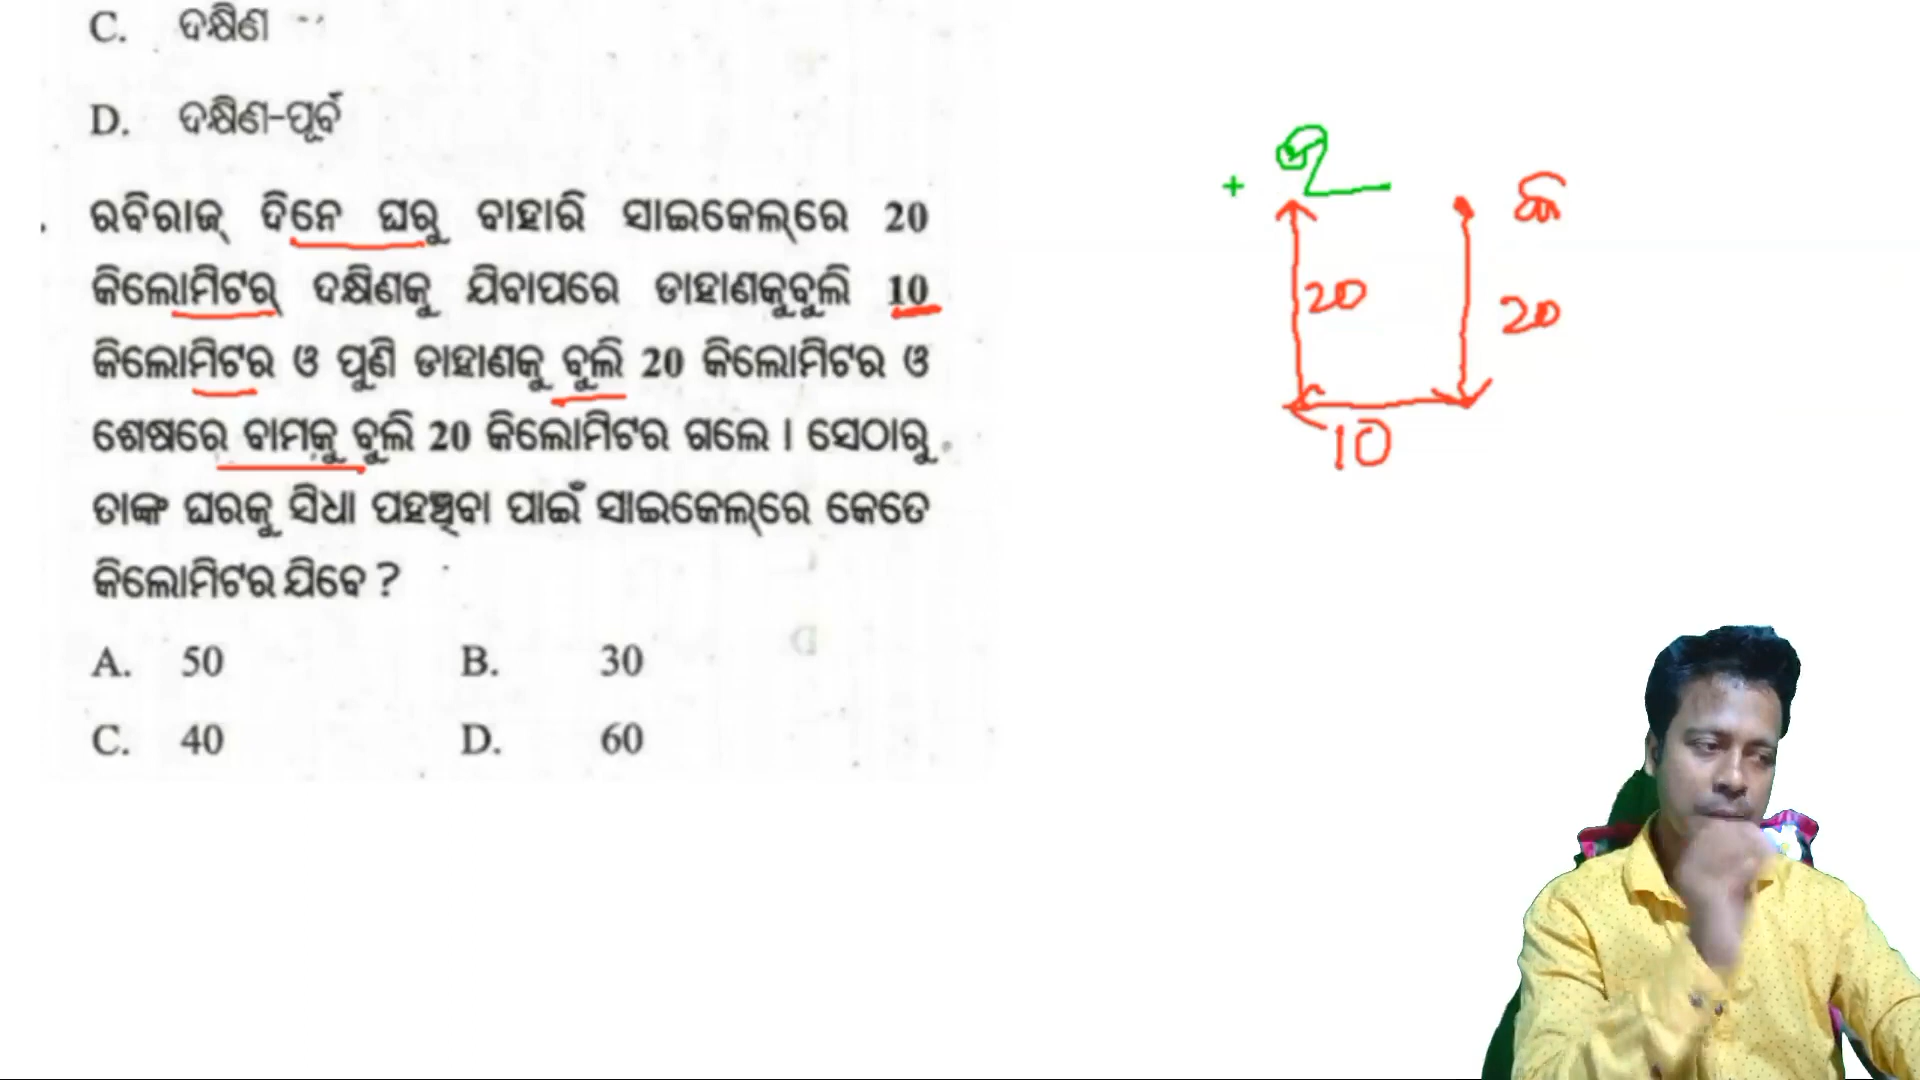 C. ଦକ୍ଷିଣ
D. ଦକ୍ଷିଣ-ପୂର୍ବ
ରବିରାଜ୍ ଦିନେ ଘରୁ ବାହାରି ସାଇକେଲ୍‌ରେ 20
କିଲୋମିଟର୍ ଦକ୍ଷିଣକୁ ଯିବାପରେ ଡାହାଣକୁବୁଲି 10
କିଲୋମିଟର ଓ ପୁଣି ଡାହାଣକୁ ବୁଲି 20 କିଲୋମିଟର ଓ
ଶେଷରେ ବାମକୁ ବୁଲି 20 କିଲୋମିଟର ଗଲେ । ସେଠାରୁ
ତାଙ୍କ ଘରକୁ ସିଧା ପହଞ୍ଚିବା ପାଇଁ ସାଇକେଲ୍‌ରେ କେତେ
କିଲୋମିଟର ଯିବେ ?
A. 50 B. 30
C. 40 D. 60
+
20 20
10